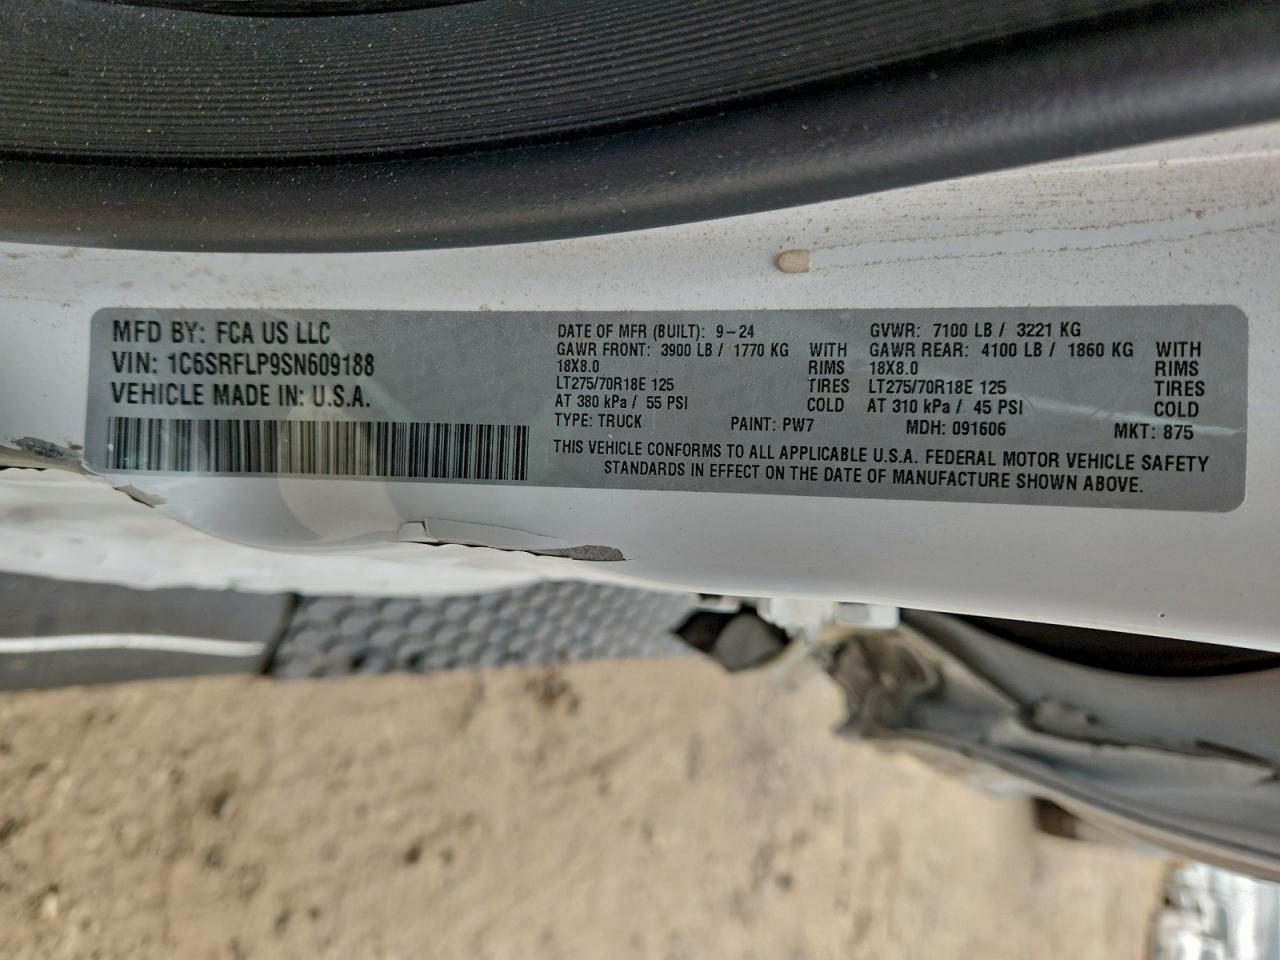 MFD BY: FCA US LLC
VIN: 1C6SRFLP9SN609188
VEHICLE MADE IN: U.S.A.
DATE OF MFR (BUILT): 9-24
GAWR FRONT: 3900 LB / 1770 KG WITH
18X8.0 RIMS
LT275/70R18E 125 TIRES
AT 380 kPa / 55 PSI COLD
GVWR: 7100 LB / 3221 KG
GAWR REAR: 4100 LB / 1860 KG WITH
18X8.0 RIMS
LT275/70R18E 125 TIRES
AT 310 kPa / 45 PSI COLD
TYPE: TRUCK PAINT: PW7 MDH: 091606 MKT: 875
THIS VEHICLE CONFORMS TO ALL APPLICABLE U.S.A. FEDERAL MOTOR VEHICLE SAFETY
STANDARDS IN EFFECT ON THE DATE OF MANUFACTURE SHOWN ABOVE.